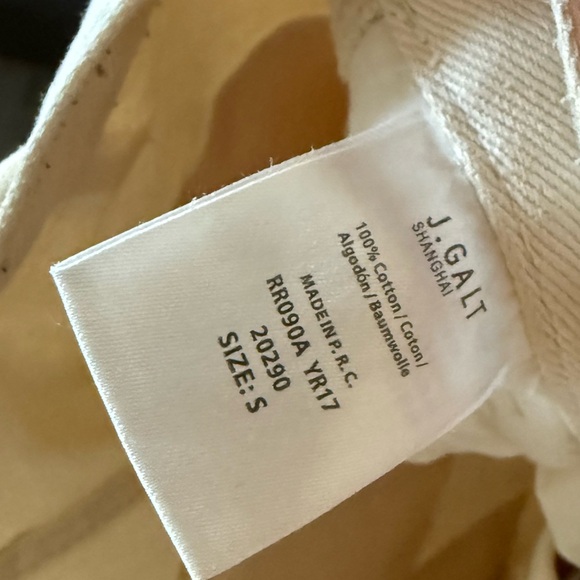 J.GALT
SHANGHAI
100% Cotton / Coton /
Algodón / Baumwolle
MADE IN P. R. C.
RR090A YR17
20290
SIZE: S